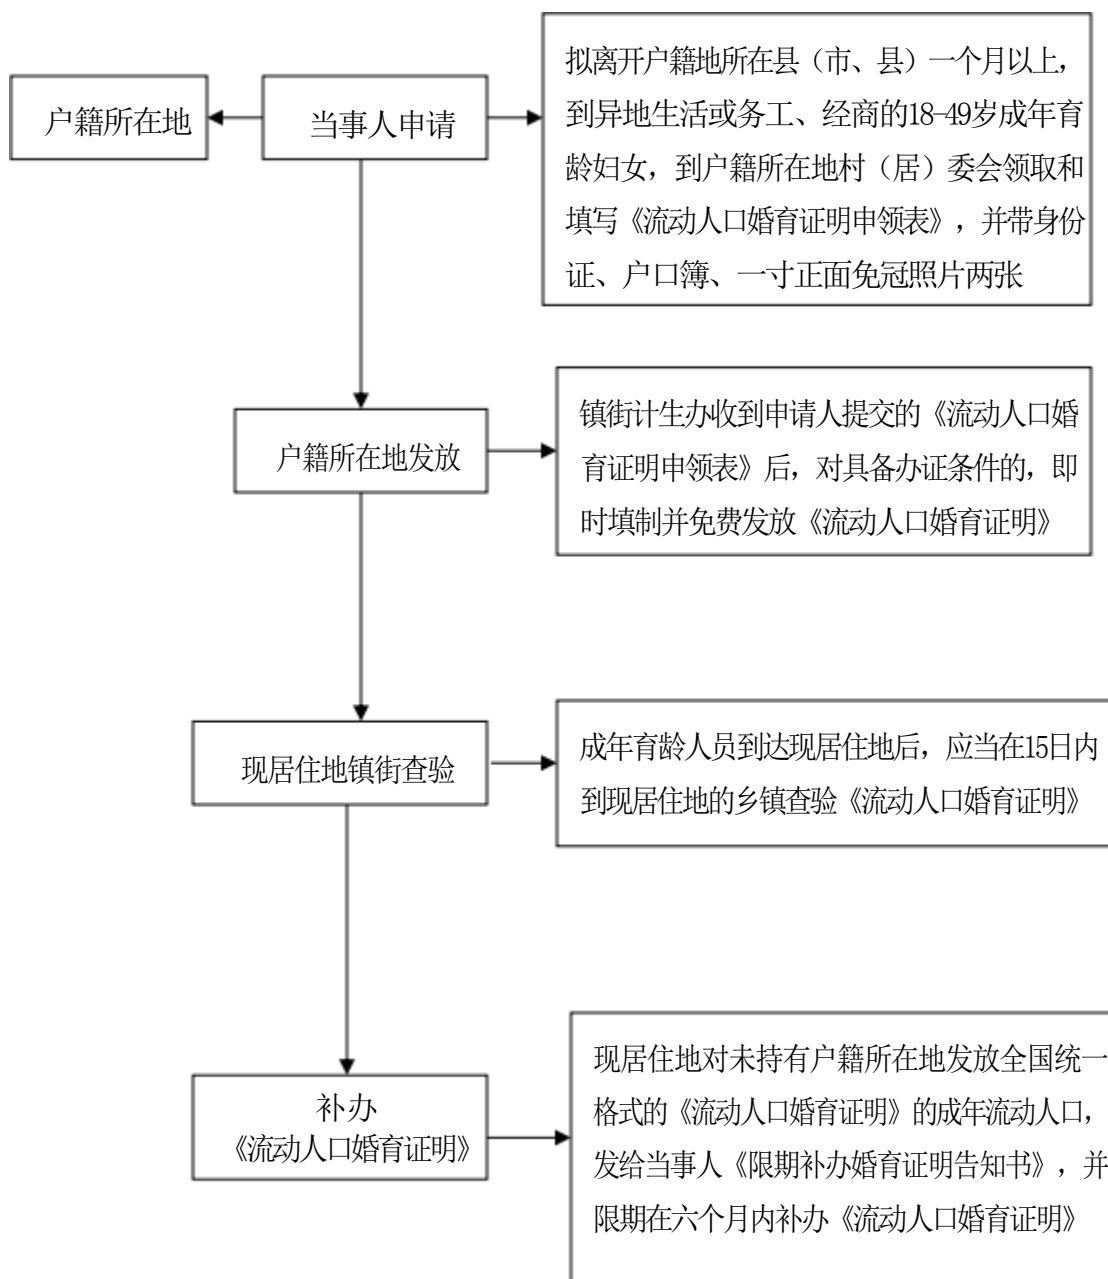 户籍所在地
当事人申请
拟离开户籍地所在县（市、县）一个月以上，
到异地生活或务工、经商的18-49岁成年育
龄妇女，到户籍所在地村（居）委会领取和
填写《流动人口婚育证明申领表》，并带身份
证、户口簿、一寸正面免冠照片两张
户籍所在地发放
镇街计生办收到申请人提交的《流动人口婚
育证明申领表》后，对具备办证条件的，即
时填制并免费发放《流动人口婚育证明》
现居住地镇街查验
成年育龄人员到达现居住地后，应当在15日内
到现居住地的乡镇查验《流动人口婚育证明》
补办
《流动人口婚育证明》
现居住地对未持有户籍所在地发放全国统一
格式的《流动人口婚育证明》的成年流动人口，
发给当事人《限期补办婚育证明告知书》，并
限期在六个月内补办《流动人口婚育证明》